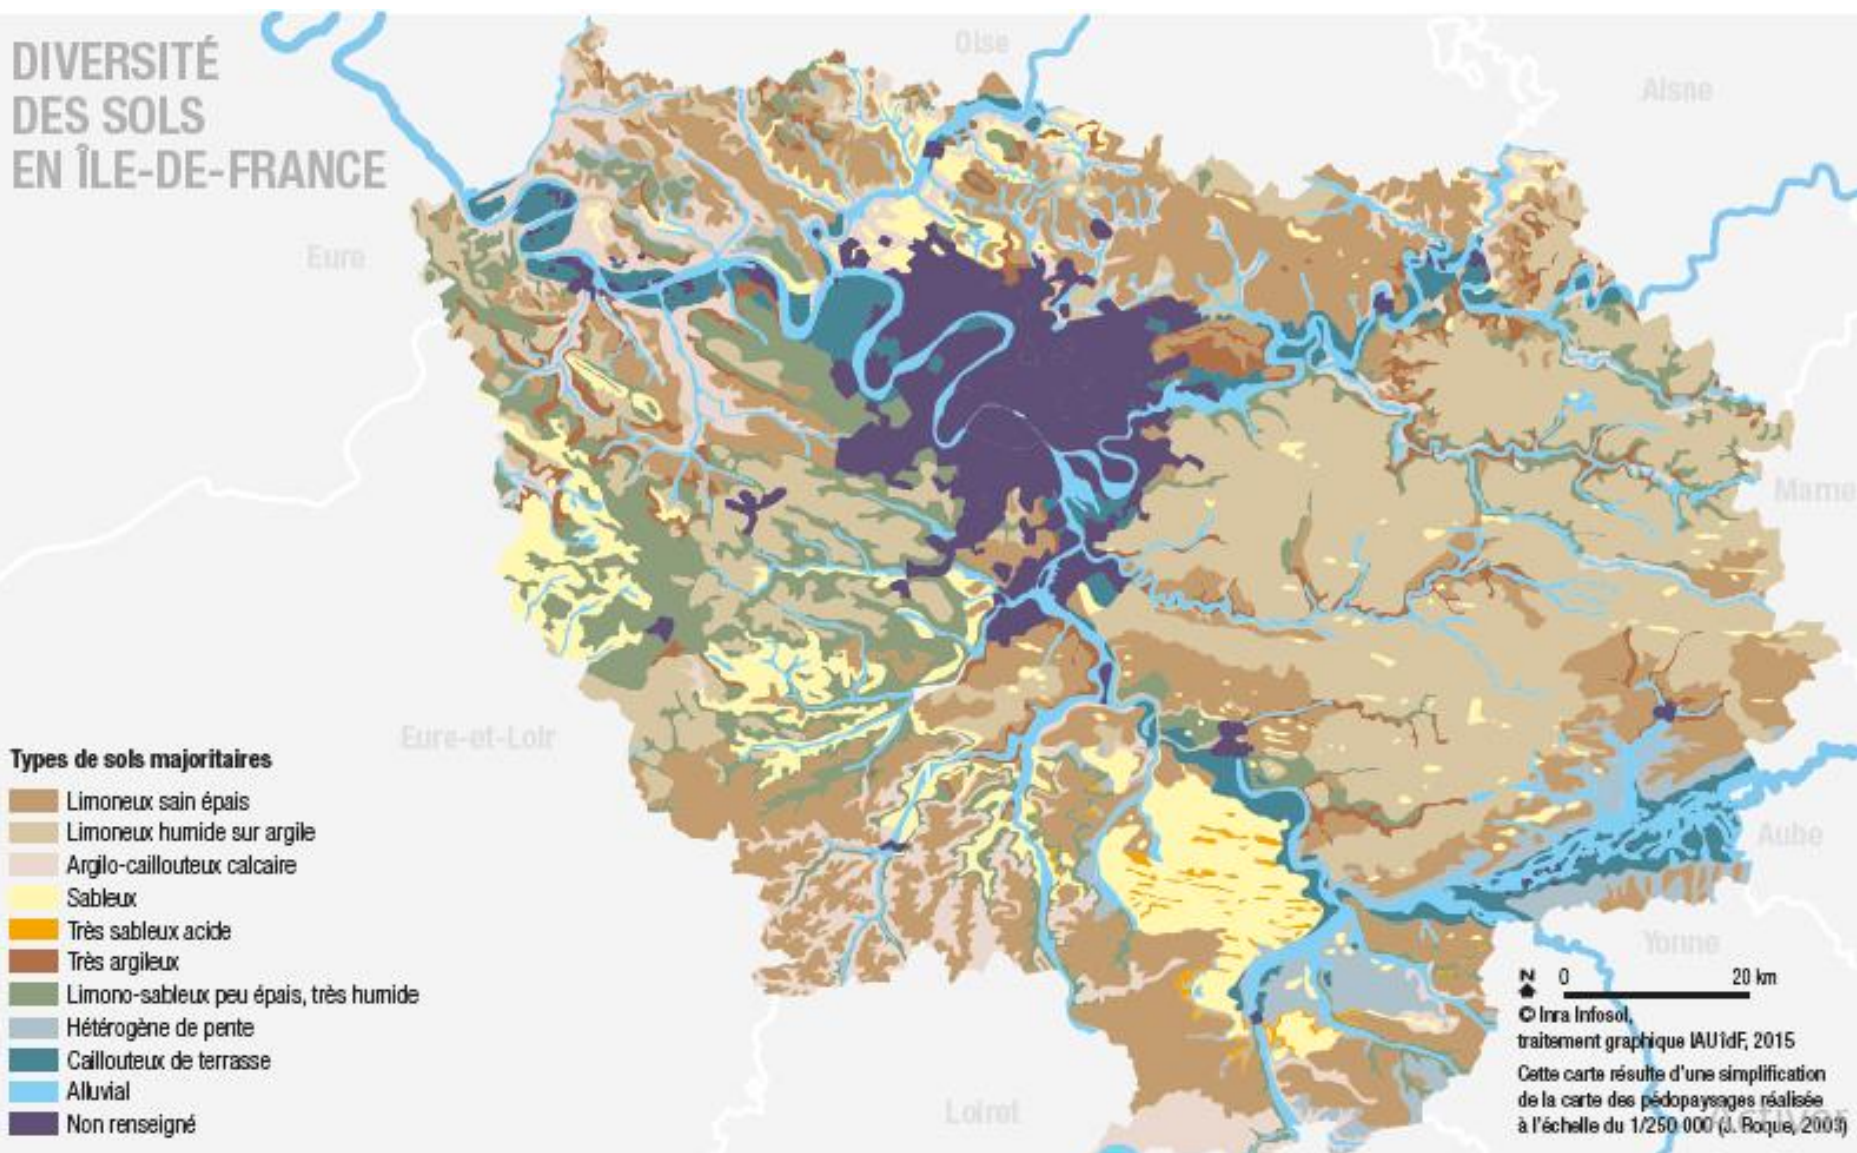 DIVERSITÉ
DES SOLS
EN ÎLE-DE-FRANCE
Oise
Aisne
Eure
Marne
Eure-et-Loir
Aube
Yonne
Loiret
Types de sols majoritaires
Limoneux sain épais
Limoneux humide sur argile
Argilo-caillouteux calcaire
Sableux
Très sableux acide
Très argileux
Limono-sableux peu épais, très humide
Hétérogène de pente
Caillouteux de terrasse
Alluvial
Non renseigné
N 0 20 km
© Inra Infosol,
traitement graphique IAUîdF, 2015
Cette carte résulte d'une simplification
de la carte des pédopaysages réalisée
à l'échelle du 1/250 000 (J. Roque, 2003)
Activer